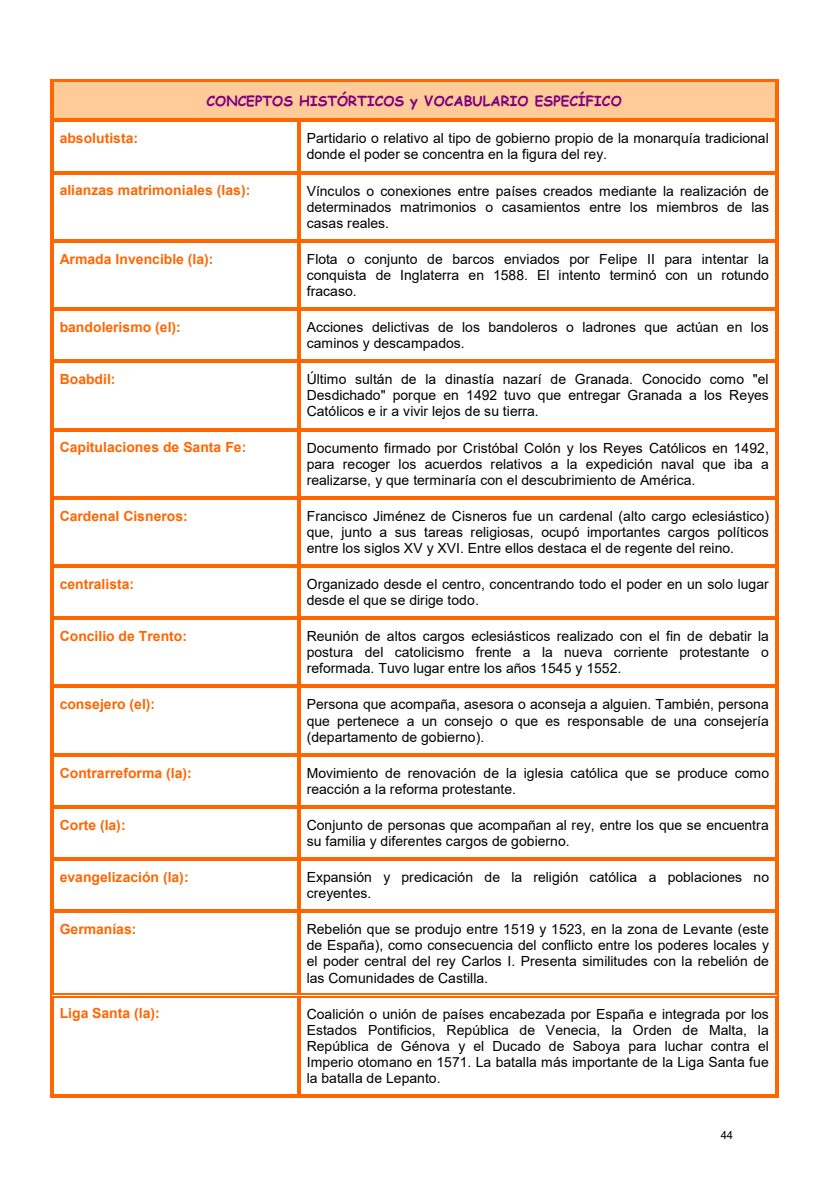 CONCEPTOS HISTÓRTICOS y VOCABULARIO ESPECÍFICO
absolutista:
Partidario o relativo al tipo de gobierno propio de la monarquía tradicional
donde el poder se concentra en la figura del rey.
alianzas matrimoniales (las):
Vínculos o conexiones entre países creados mediante la realización de
determinados matrimonios o casamientos entre los miembros de las
casas reales.
Armada Invencible (la):
Flota o conjunto de barcos enviados por Felipe II para intentar la
conquista de Inglaterra en 1588. El intento terminó con un rotundo
fracaso.
bandolerismo (el):
Acciones delictivas de los bandoleros o ladrones que actúan en los
caminos y descampados.
Boabdil:
Último sultán de la dinastía nazarí de Granada. Conocido como "el
Desdichado" porque en 1492 tuvo que entregar Granada a los Reyes
Católicos e ir a vivir lejos de su tierra.
Capitulaciones de Santa Fe:
Documento firmado por Cristóbal Colón y los Reyes Católicos en 1492,
para recoger los acuerdos relativos a la expedición naval que iba a
realizarse, y que terminaría con el descubrimiento de América.
Cardenal Cisneros:
Francisco Jiménez de Cisneros fue un cardenal (alto cargo eclesiástico)
que, junto a sus tareas religiosas, ocupó importantes cargos políticos
entre los siglos XV y XVI. Entre ellos destaca el de regente del reino.
centralista:
Organizado desde el centro, concentrando todo el poder en un solo lugar
desde el que se dirige todo.
Concilio de Trento:
Reunión de altos cargos eclesiásticos realizado con el fin de debatir la
postura del catolicismo frente a la nueva corriente protestante o
reformada. Tuvo lugar entre los años 1545 y 1552.
consejero (el):
Persona que acompaña, asesora o aconseja a alguien. También, persona
que pertenece a un consejo o que es responsable de una consejería
(departamento de gobierno).
Contrarreforma (la):
Movimiento de renovación de la iglesia católica que se produce como
reacción a la reforma protestante.
Corte (la):
Conjunto de personas que acompañan al rey, entre los que se encuentra
su familia y diferentes cargos de gobierno.
evangelización (la):
Expansión y predicación de la religión católica a poblaciones no
creyentes.
Germanías:
Rebelión que se produjo entre 1519 y 1523, en la zona de Levante (este
de España), como consecuencia del conflicto entre los poderes locales y
el poder central del rey Carlos I. Presenta similitudes con la rebelión de
las Comunidades de Castilla.
Liga Santa (la):
Coalición o unión de países encabezada por España e integrada por los
Estados Pontificios, República de Venecia, la Orden de Malta, la
República de Génova y el Ducado de Saboya para luchar contra el
Imperio otomano en 1571. La batalla más importante de la Liga Santa fue
la batalla de Lepanto.
44